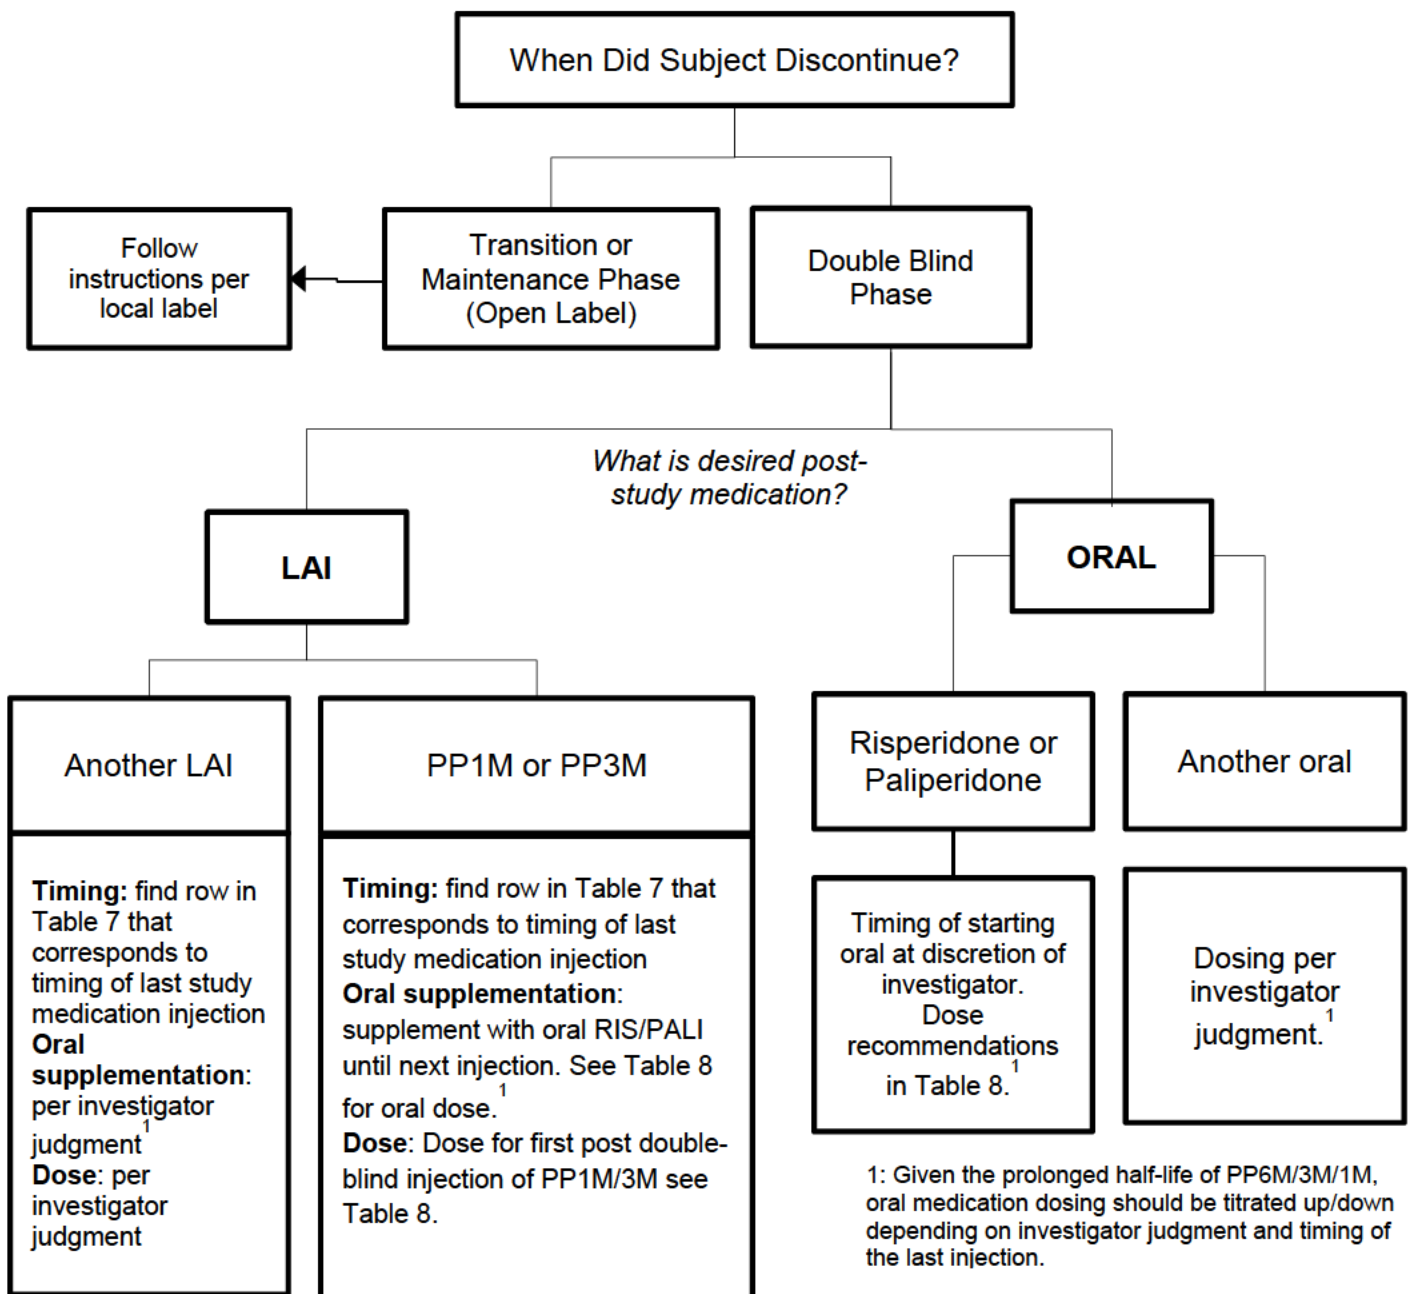 When Did Subject Discontinue?
Follow
instructions per
local label
Transition or
Maintenance Phase
(Open Label)
Double Blind
Phase
What is desired post-
study medication?
LAI
ORAL
Another LAI
PP1M or PP3M
Risperidone or
Paliperidone
Another oral
Timing: find row in
Table 7 that
corresponds to
timing of last study
medication injection
Oral
supplementation:
per investigator
judgment1
Dose: per
investigator
judgment
Timing: find row in Table 7 that
corresponds to timing of last
study medication injection
Oral supplementation:
supplement with oral RIS/PALI
until next injection. See Table 8
for oral dose.1
Dose: Dose for first post double-
blind injection of PP1M/3M see
Table 8.
Timing of starting
oral at discretion of
investigator.
Dose
recommendations
in Table 8.1
Dosing per
investigator
judgment.1
1: Given the prolonged half-life of PP6M/3M/1M,
oral medication dosing should be titrated up/down
depending on investigator judgment and timing of
the last injection.